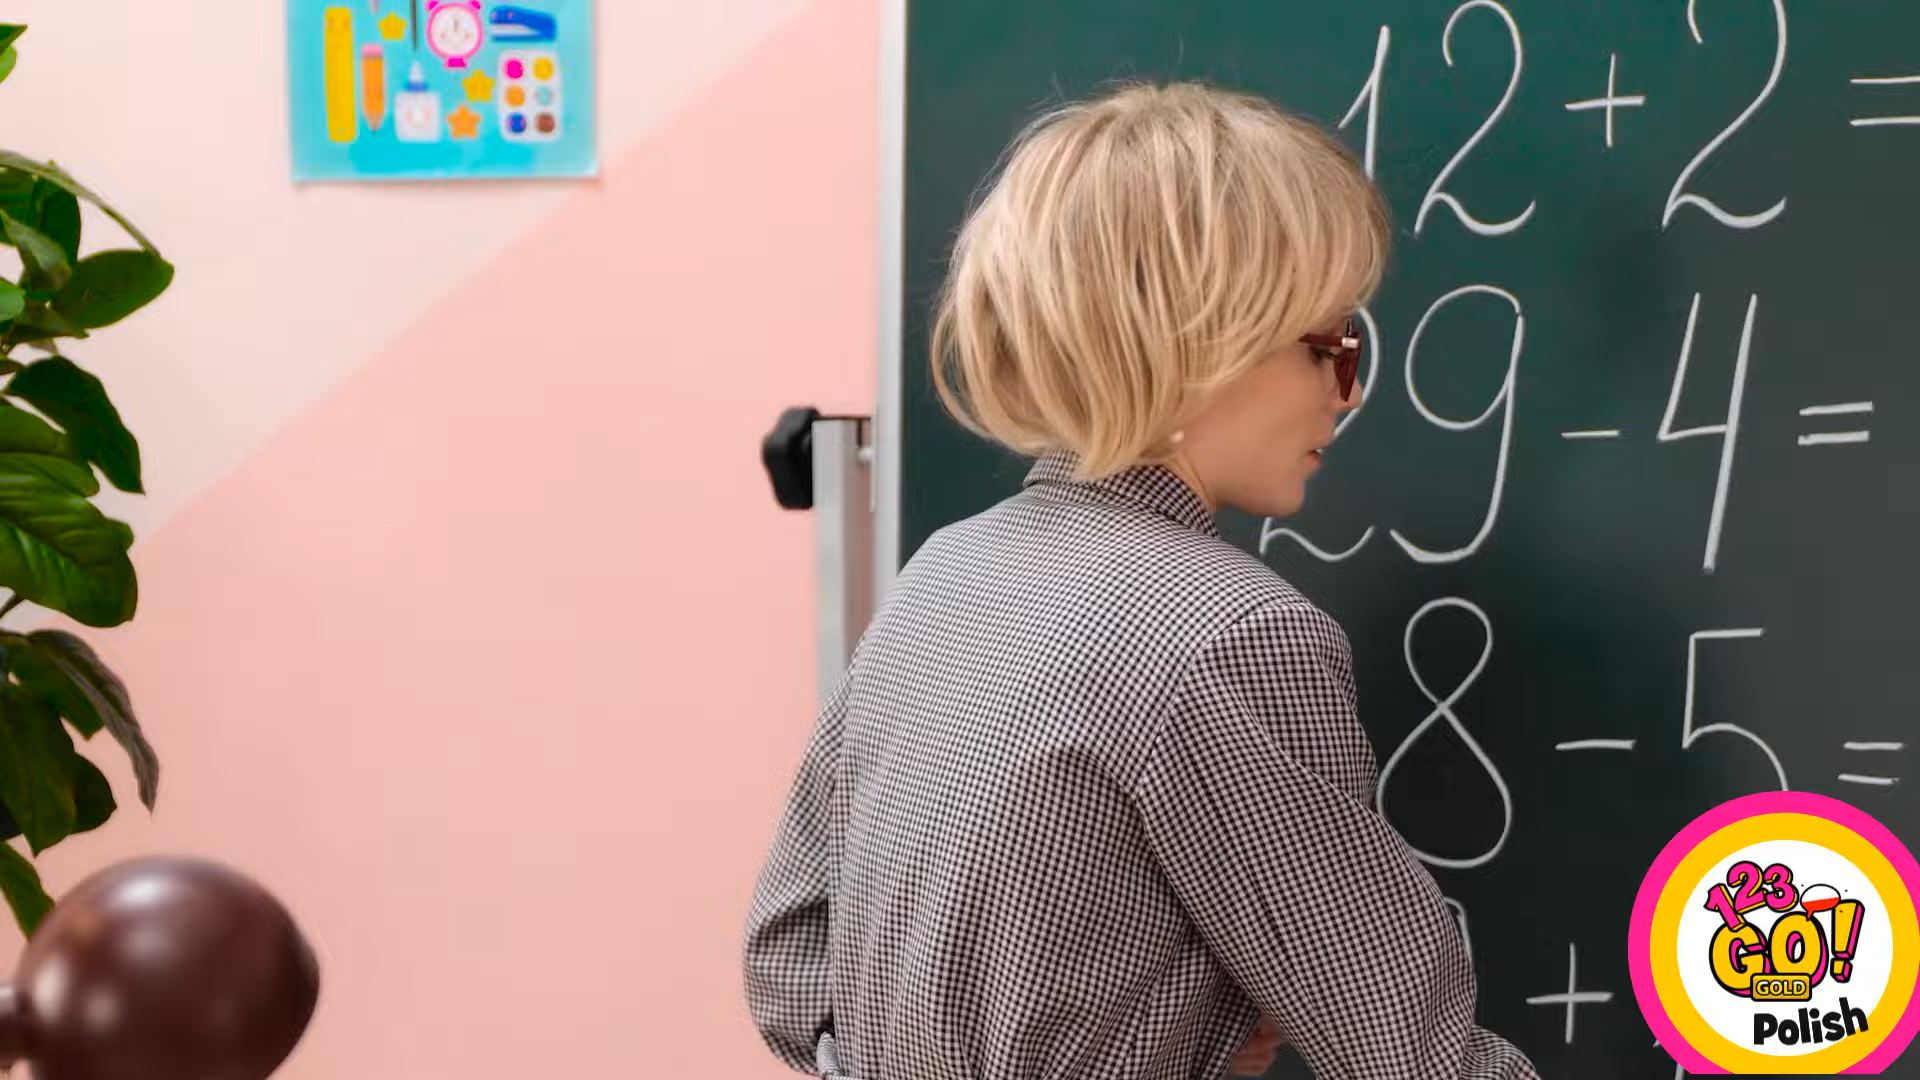 12 + 2 =
29 - 4 =
8 - 5 =
+
123
GO!
GOLD
Polish